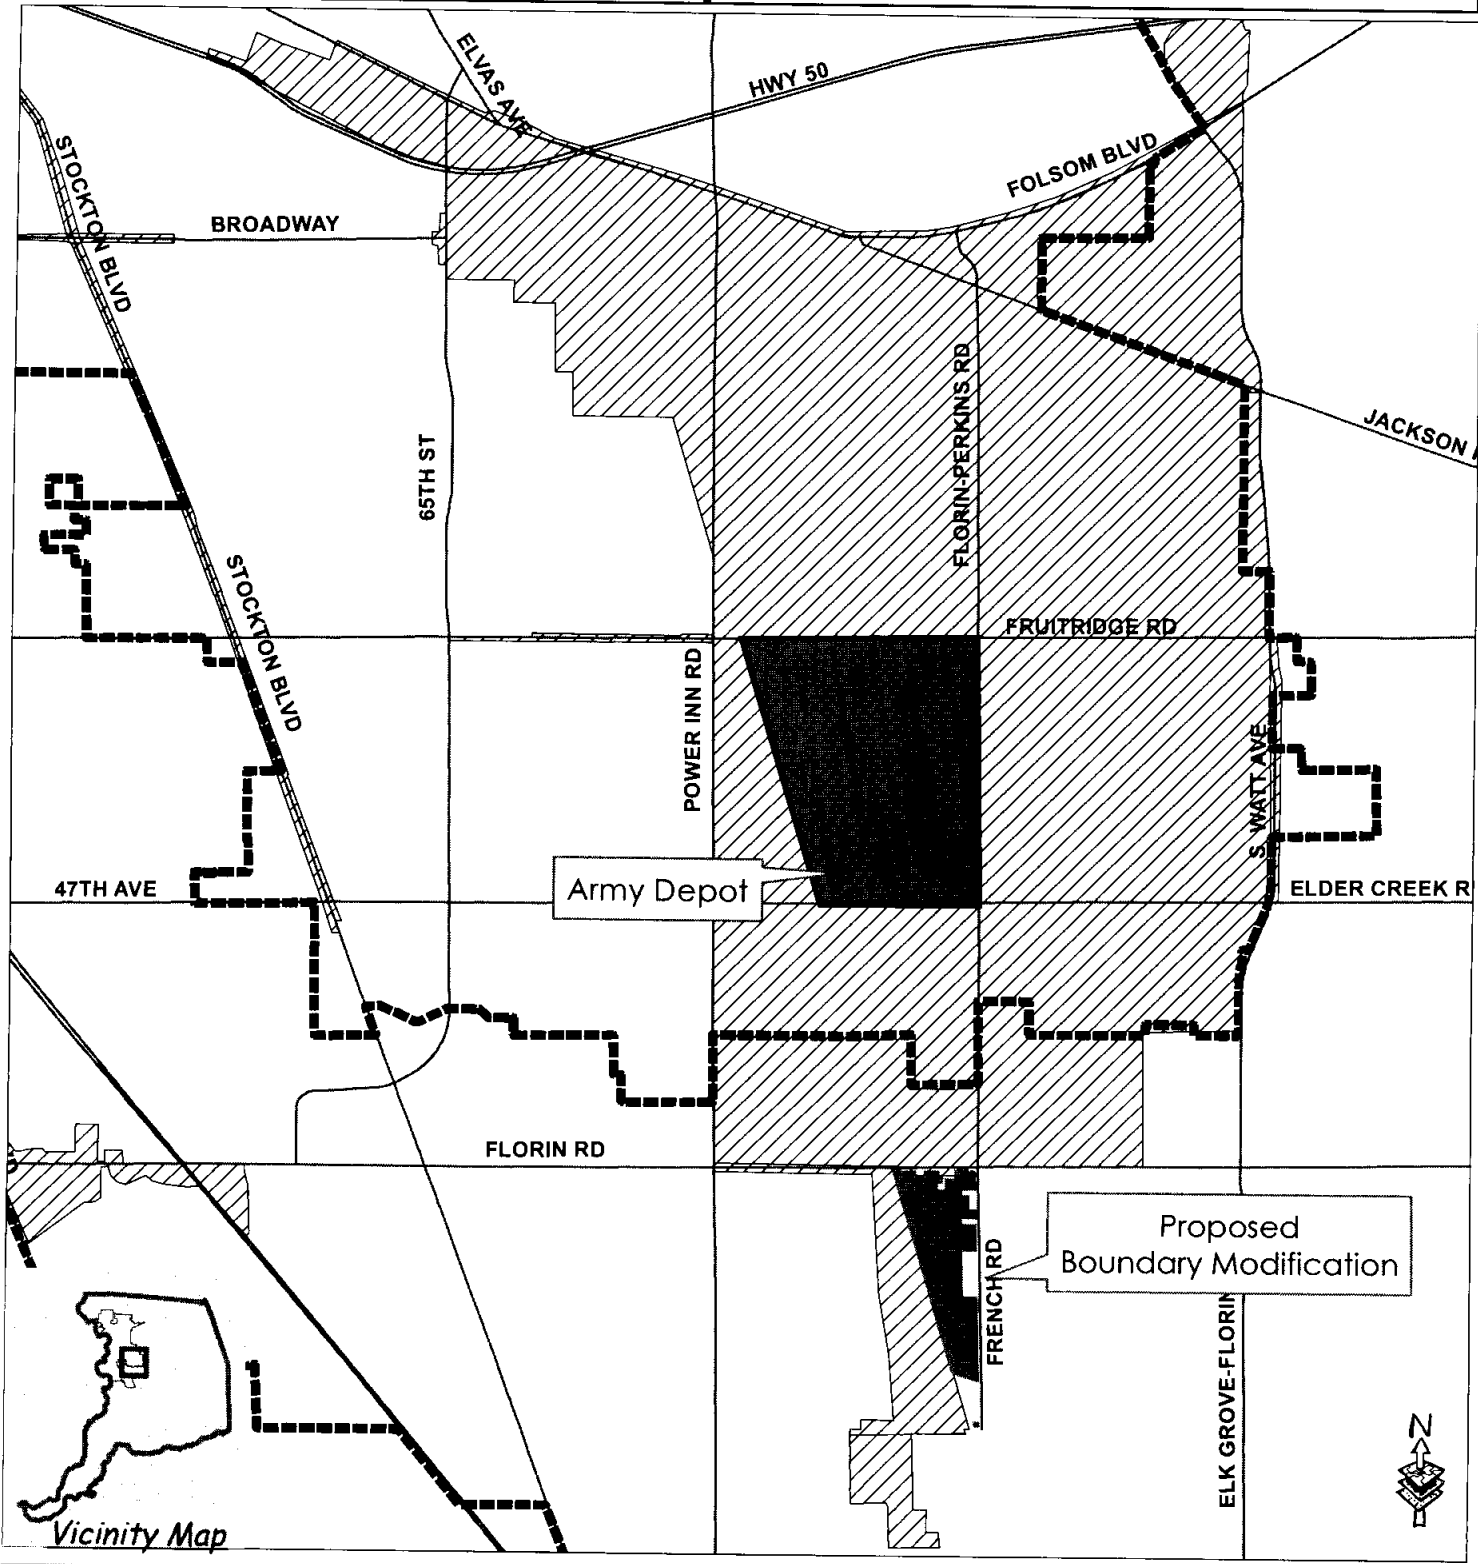 ELVAS AVE
HWY 50
STOCKTON BLVD
FOLSOM BLVD
BROADWAY
FLORIN-PERKINS RD
JACKSON
65TH ST
STOCKTON BLVD
FRUITRIDGE RD
POWER INN RD
S. WATT AVE
Army Depot
47TH AVE
ELDER CREEK R
FLORIN RD
Proposed
Boundary Modification
FRENCH RD
ELK GROVE-FLORIN
N
Vicinity Map